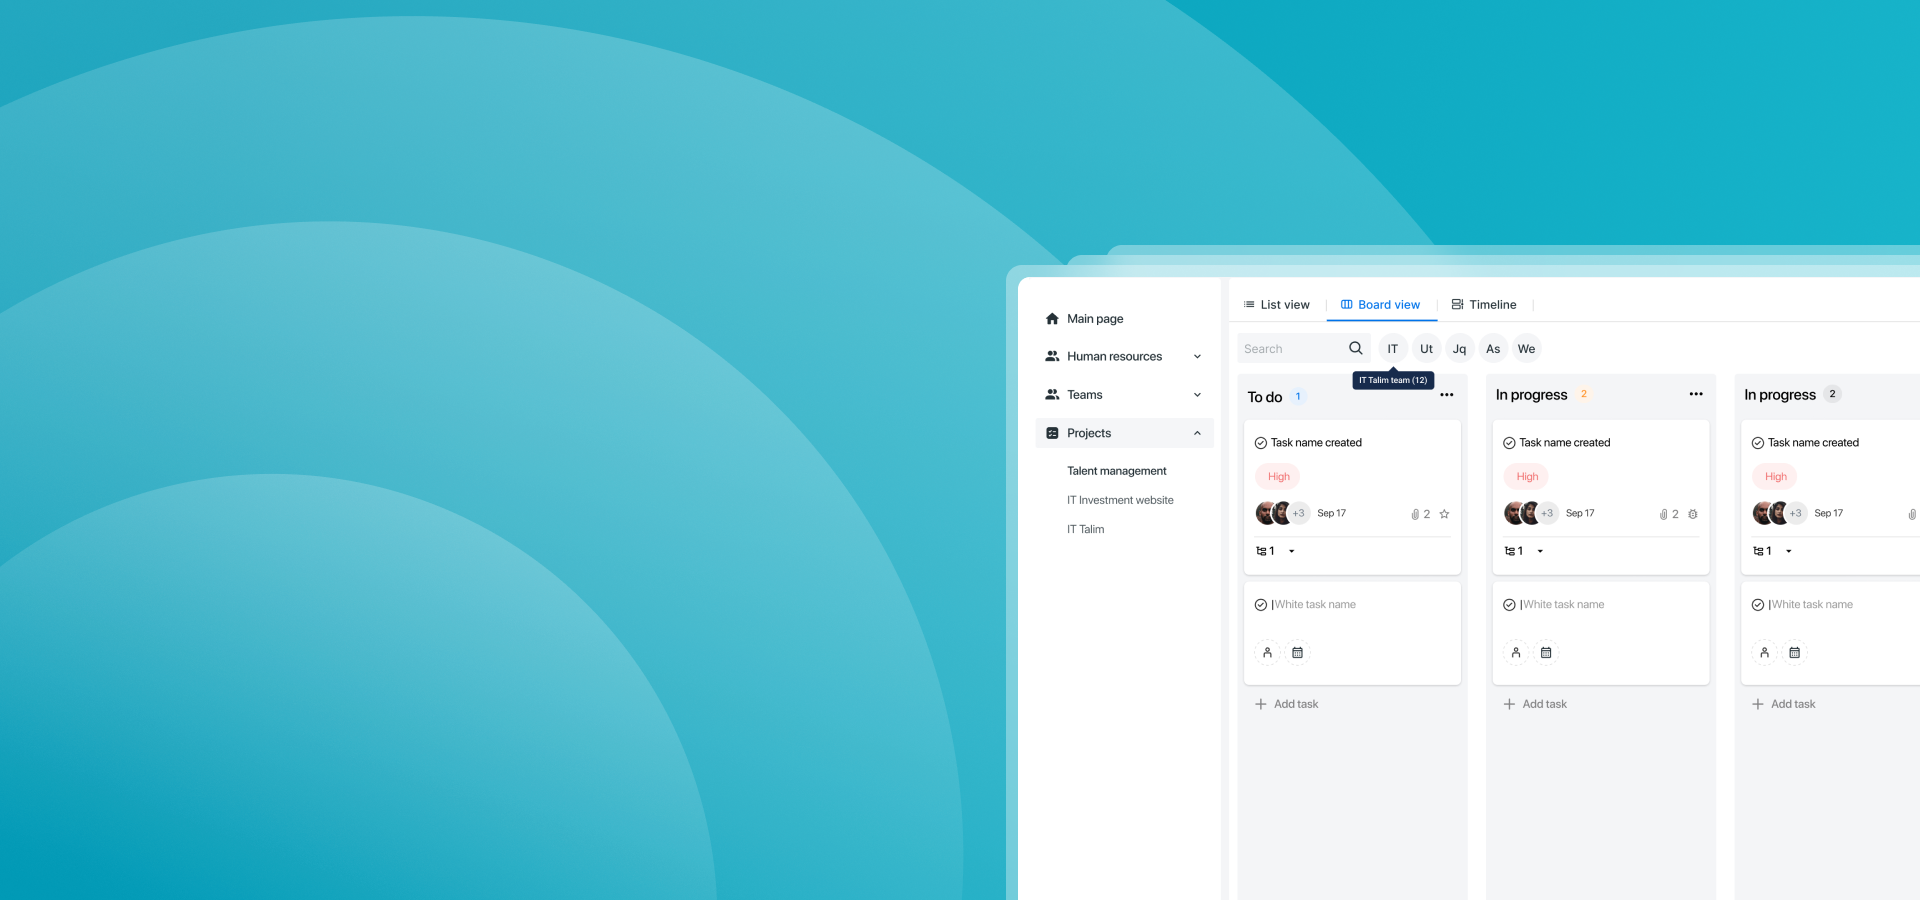 Main page
Human resources
Teams
Projects
Talent management
IT Investment website
IT Talim
List view
Board view
Timeline
Search
IT
Ut
Jq
As
We
IT Talim team (12)
To do 1
Task name created
High
+3 Sep 17 2
1
|White task name
Add task
In progress 2
Task name created
High
+3 Sep 17 2
1
|White task name
Add task
In progress 2
Task name created
High
+3 Sep 17
1
|White task name
Add task